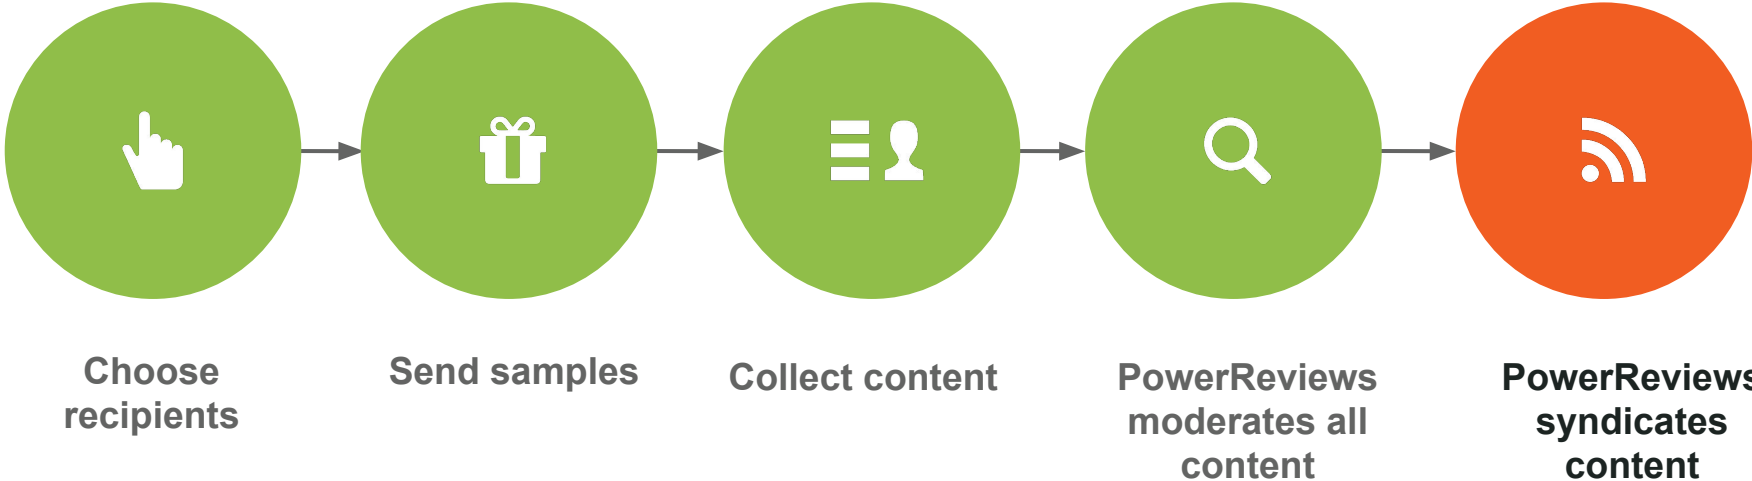 Choose
recipients
Send samples
Collect content
PowerReviews
moderates all
content
PowerReviews
syndicates
content